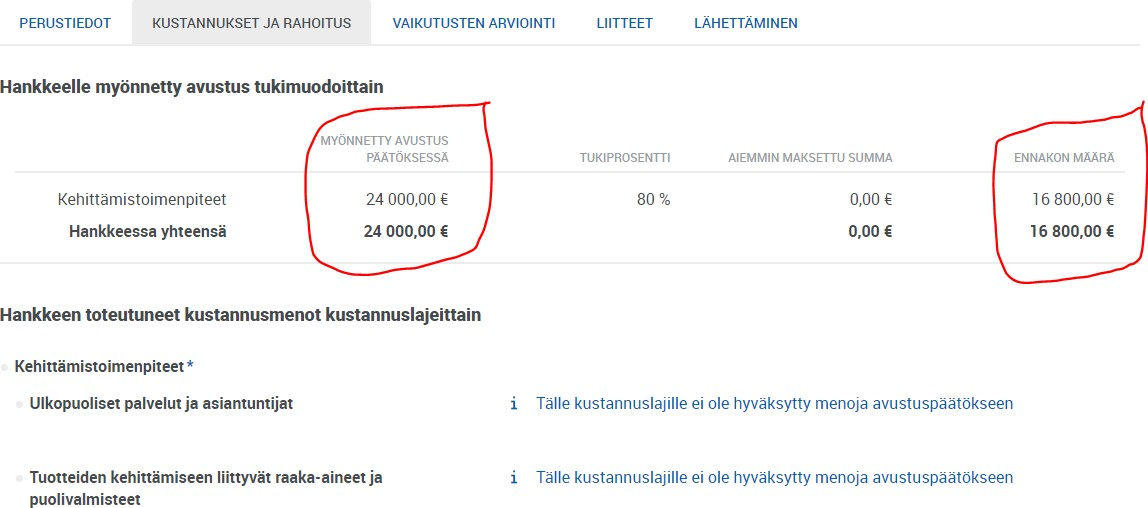 PERUSTIEDOT KUSTANNUKSET JA RAHOITUS VAIKUTUSTEN ARVIOINTI LIITTEET LÄHETTÄMINEN
Hankkeelle myönnetty avustus tukimuodoittain
MYÖNNETTY AVUSTUS
PÄÄTÖKSESSÄ TUKIPROSENTTI AIEMMIN MAKSETTU SUMMA ENNAKON MÄÄRÄ
Kehittämistoimenpiteet 24 000,00 € 80 % 0,00 € 16 800,00 €
Hankkeessa yhteensä 24 000,00 € 0,00 € 16 800,00 €
Hankkeen toteutuneet kustannusmenot kustannuslajeittain
Kehittämistoimenpiteet *
Ulkopuoliset palvelut ja asiantuntijat i Tälle kustannuslajille ei ole hyväksytty menoja avustuspäätökseen
Tuotteiden kehittämiseen liittyvät raaka-aineet ja i Tälle kustannuslajille ei ole hyväksytty menoja avustuspäätökseen
puolivalmisteet